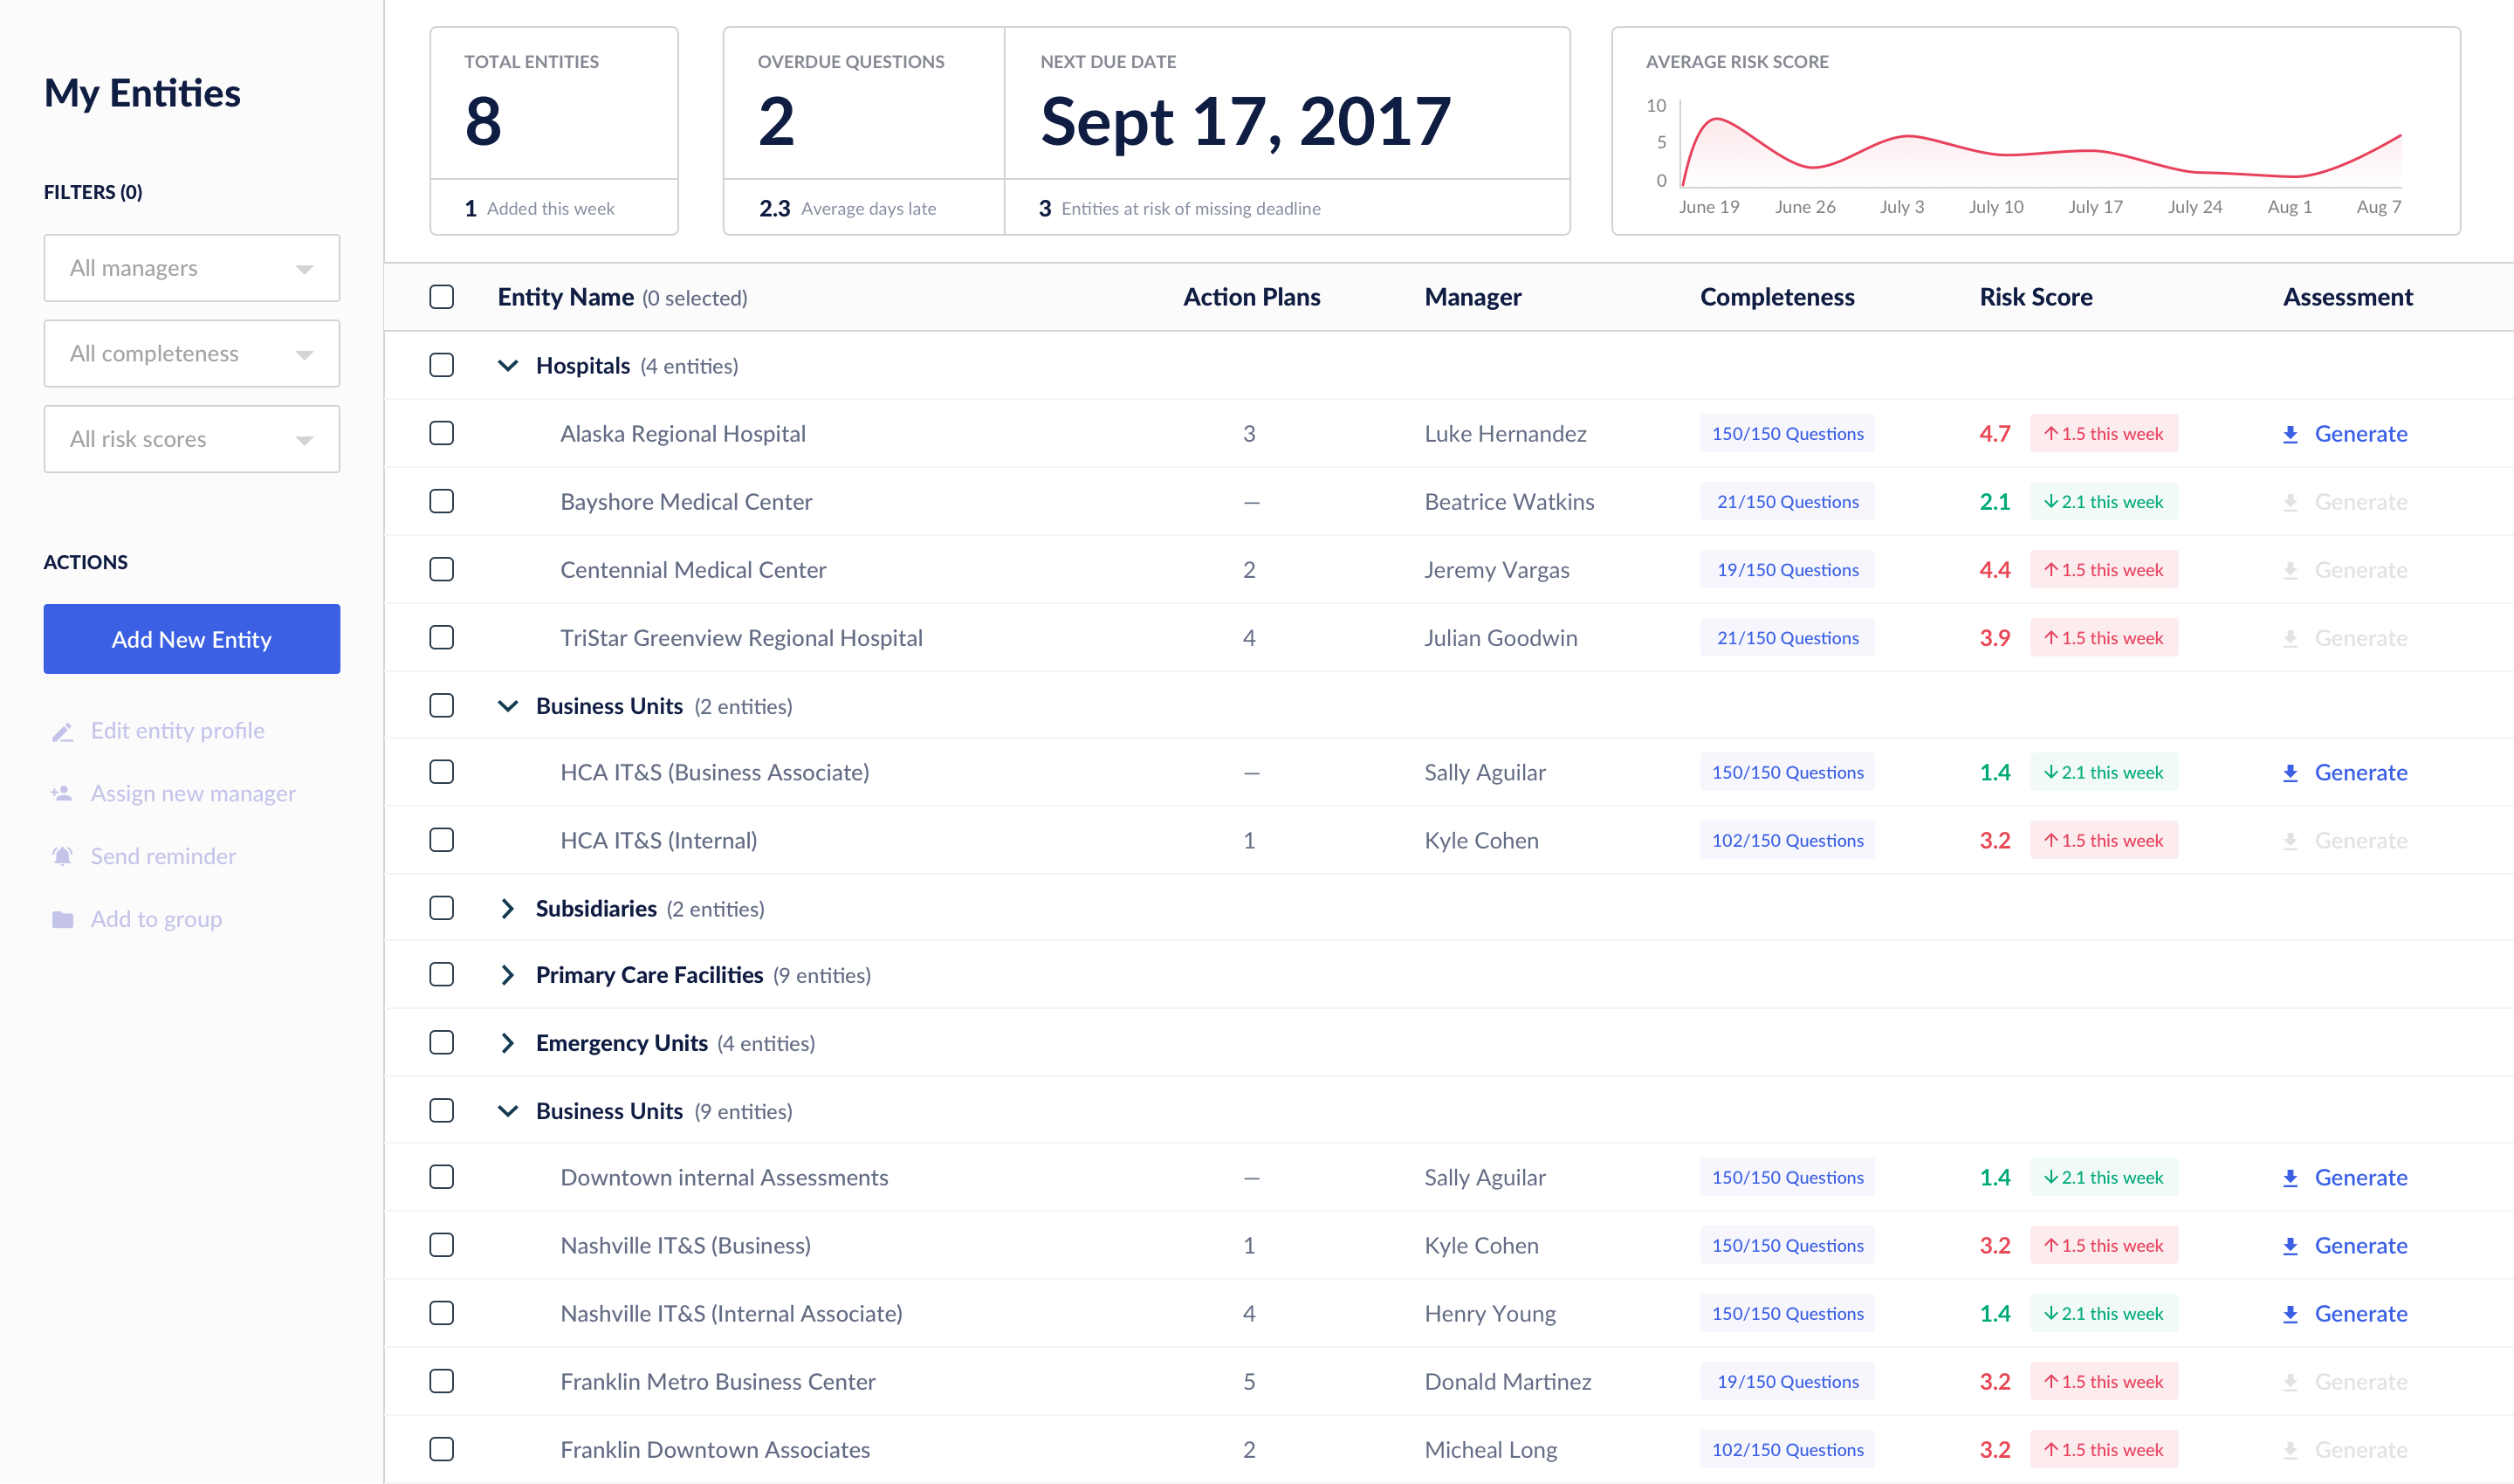 My Entities
FILTERS (0)
All managers
All completeness
All risk scores
ACTIONS
Add New Entity
Edit entity profile
Assign new manager
Send reminder
Add to group
TOTAL ENTITIES
8
1 Added this week
OVERDUE QUESTIONS
2
2.3 Average days late
NEXT DUE DATE
Sept 17, 2017
3 Entities at risk of missing deadline
AVERAGE RISK SCORE
10
5
0
June 19 June 26 July 3 July 10 July 17 July 24 Aug 1 Aug 7
Entity Name (0 selected) Action Plans Manager Completeness Risk Score Assessment
Hospitals (4 entities)
Alaska Regional Hospital 3 Luke Hernandez 150/150 Questions 4.7 ↑1.5 this week Generate
Bayshore Medical Center — Beatrice Watkins 21/150 Questions 2.1 ↓2.1 this week Generate
Centennial Medical Center 2 Jeremy Vargas 19/150 Questions 4.4 ↑1.5 this week Generate
TriStar Greenview Regional Hospital 4 Julian Goodwin 21/150 Questions 3.9 ↑1.5 this week Generate
Business Units (2 entities)
HCA IT&S (Business Associate) — Sally Aguilar 150/150 Questions 1.4 ↓2.1 this week Generate
HCA IT&S (Internal) 1 Kyle Cohen 102/150 Questions 3.2 ↑1.5 this week Generate
Subsidiaries (2 entities)
Primary Care Facilities (9 entities)
Emergency Units (4 entities)
Business Units (9 entities)
Downtown internal Assessments — Sally Aguilar 150/150 Questions 1.4 ↓2.1 this week Generate
Nashville IT&S (Business) 1 Kyle Cohen 150/150 Questions 3.2 ↑1.5 this week Generate
Nashville IT&S (Internal Associate) 4 Henry Young 150/150 Questions 1.4 ↓2.1 this week Generate
Franklin Metro Business Center 5 Donald Martinez 19/150 Questions 3.2 ↑1.5 this week Generate
Franklin Downtown Associates 2 Micheal Long 102/150 Questions 3.2 ↑1.5 this week Generate